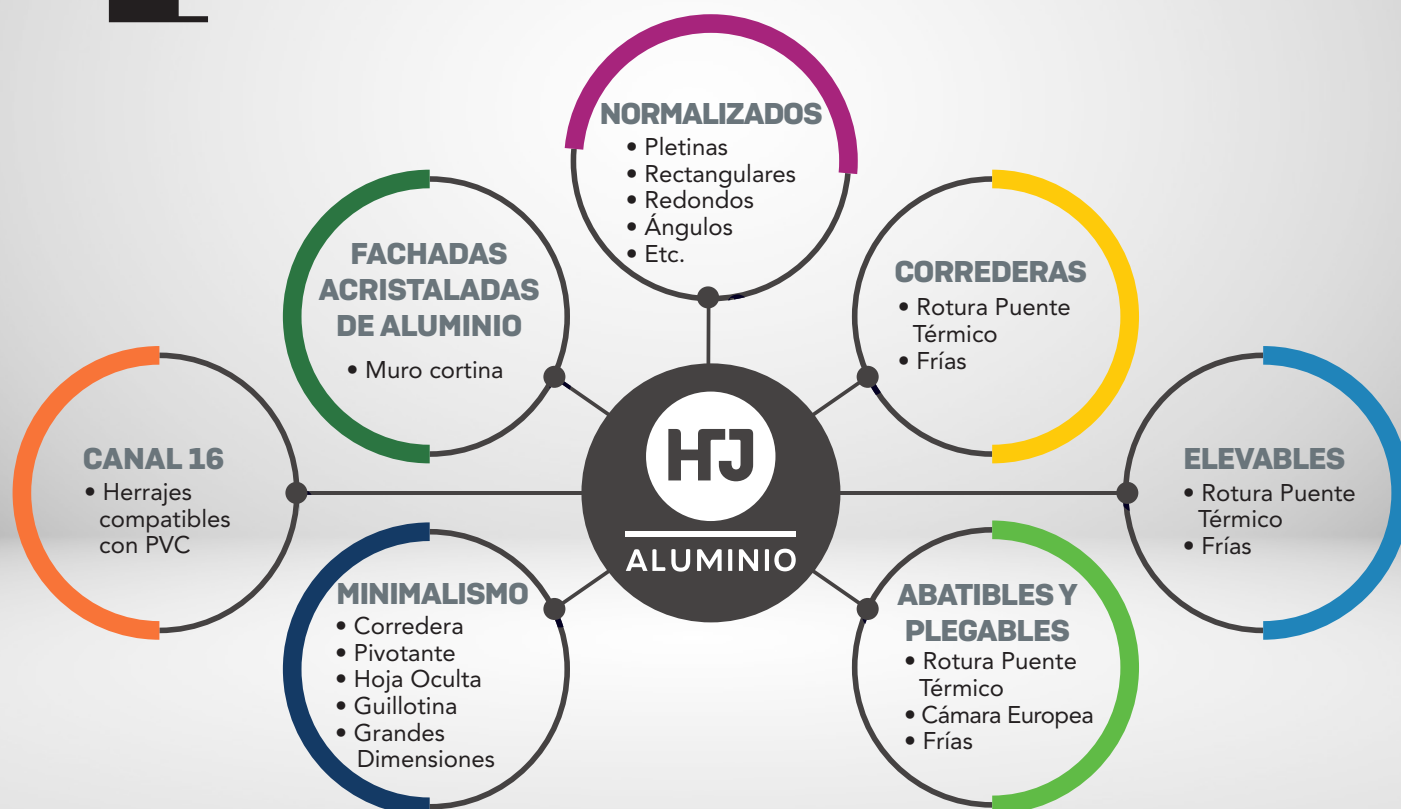 NORMALIZADOS
• Pletinas
• Rectangulares
• Redondos
• Ángulos
• Etc.
FACHADAS
ACRISTALADAS
DE ALUMINIO
• Muro cortina
CORREDERAS
• Rotura Puente
Térmico
• Frías
CANAL 16
• Herrajes
compatibles
con PVC
HJ
ALUMINIO
ELEVABLES
• Rotura Puente
Térmico
• Frías
MINIMALISMO
• Corredera
• Pivotante
• Hoja Oculta
• Guillotina
• Grandes
Dimensiones
ABATIBLES Y
PLEGABLES
• Rotura Puente
Térmico
• Cámara Europea
• Frías